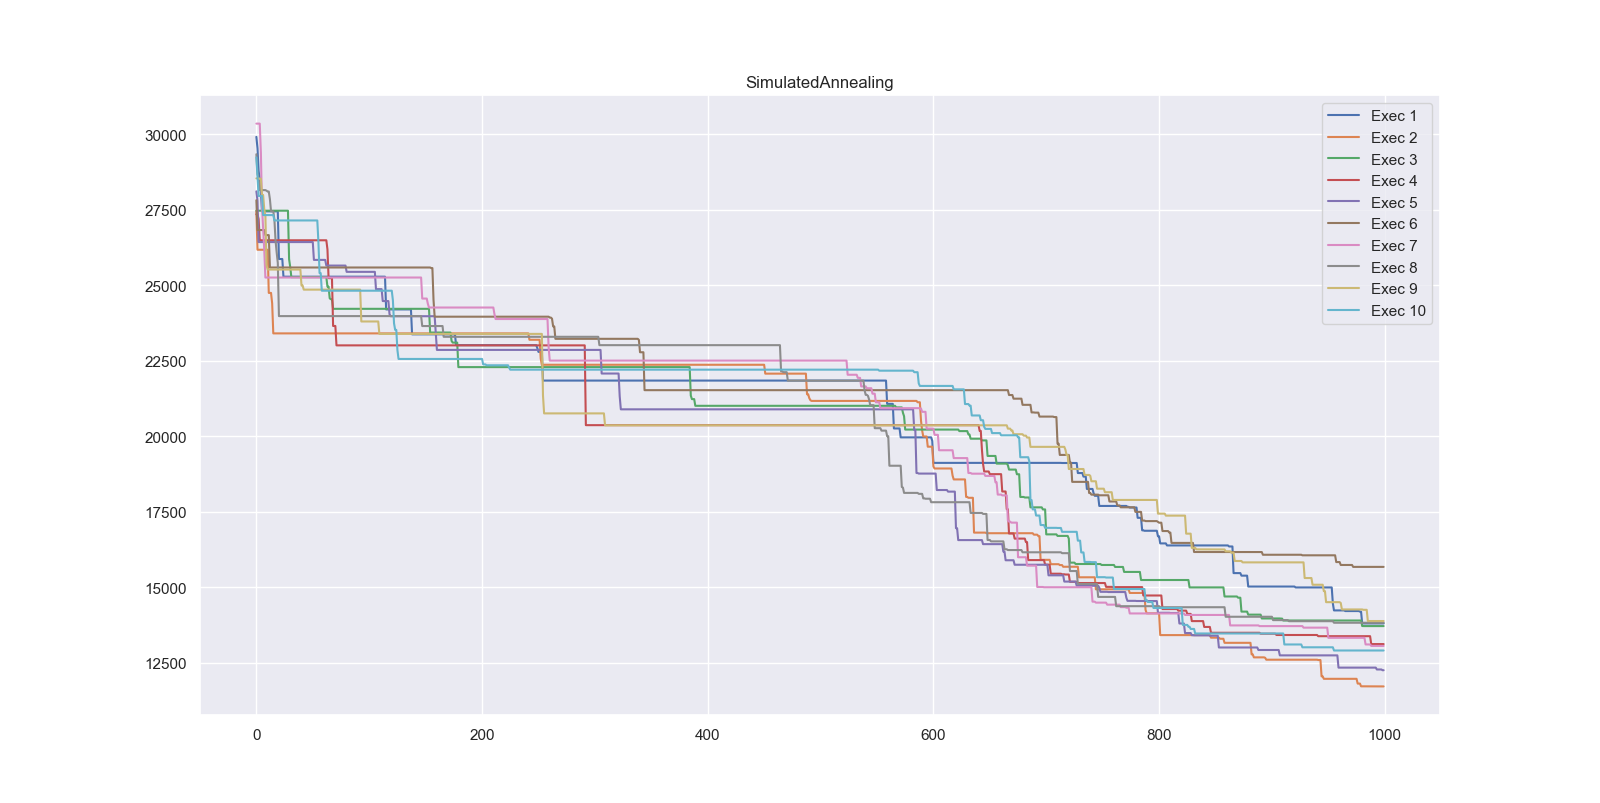 SimulatedAnnealing
30000
27500
25000
22500
20000
17500
15000
12500
0
200
400
600
800
1000
Exec 1
Exec 2
Exec 3
Exec 4
Exec 5
Exec 6
Exec 7
Exec 8
Exec 9
Exec 10